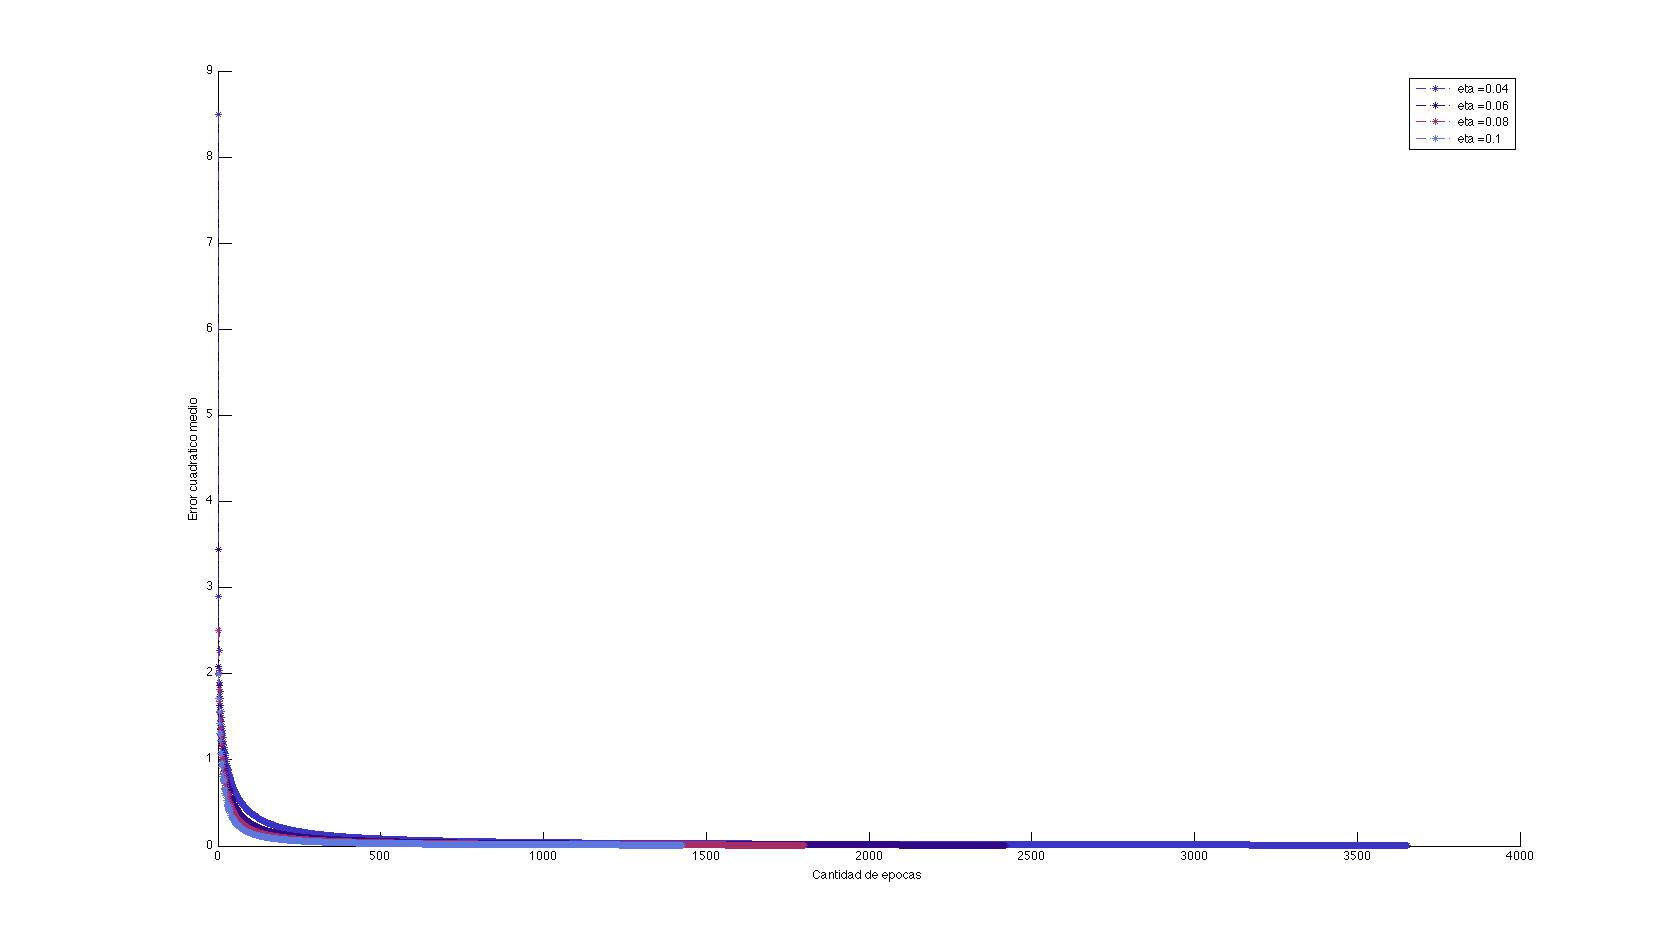 9
8
7
6
5
4
3
2
1
0
Error cuadratico medio
0 500 1000 1500 2000 2500 3000 3500 4000
Cantidad de epocas
eta =0.04
eta =0.06
eta =0.08
eta =0.1